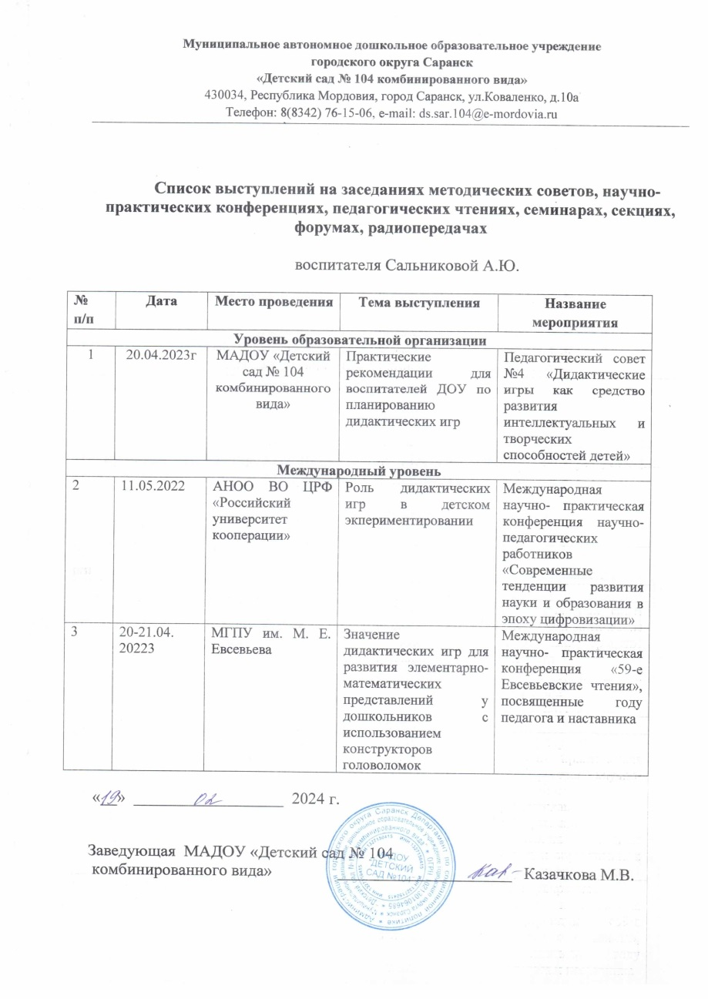 Муниципальное автономное дошкольное образовательное учреждение
городского округа Саранск
«Детский сад № 104 комбинированного вида»
430034, Республика Мордовия, город Саранск, ул.Коваленко, д.10а
Телефон: 8(8342) 76-15-06, e-mail: ds.sar.104@e-mordovia.ru
Список выступлений на заседаниях методических советов, научно-
практических конференциях, педагогических чтениях, семинарах, секциях,
форумах, радиопередачах
воспитателя Сальниковой А.Ю.
№ п/п
Дата
Место проведения
Тема выступления
Название
мероприятия
Уровень образовательной организации
1
20.04.2023г
МАДОУ «Детский
сад № 104
комбинированного
вида»
Практические
рекомендации для
воспитателей ДОУ по
планированию
дидактических игр
Педагогический совет
№4 «Дидактические
игры как средство
развития
интеллектуальных и
творческих
способностей детей»
Международный уровень
2
11.05.2022
АНОО ВО ЦРФ
«Российский
университет
кооперации»
Роль дидактических
игр в детском
экпериментировании
Международная
научно- практическая
конференция научно-
педагогических
работников
«Современные
тенденции развития
науки и образования в
эпоху цифровизации»
3
20-21.04.
20223
МГПУ им. М. Е.
Евсевьева
Значение
дидактических игр для
развития элементарно-
математических
представлений у
дошкольников с
использованием
конструкторов
головоломок
Международная
научно- практическая
конференция «59-е
Евсевьевские чтения»,
посвященные году
педагога и наставника
«19» 02 2024 г.
Заведующая МАДОУ «Детский сад № 104
комбинированного вида»
Казачкова М.В.
МАДОУ
"ДЕТСКИЙ
САД №104"